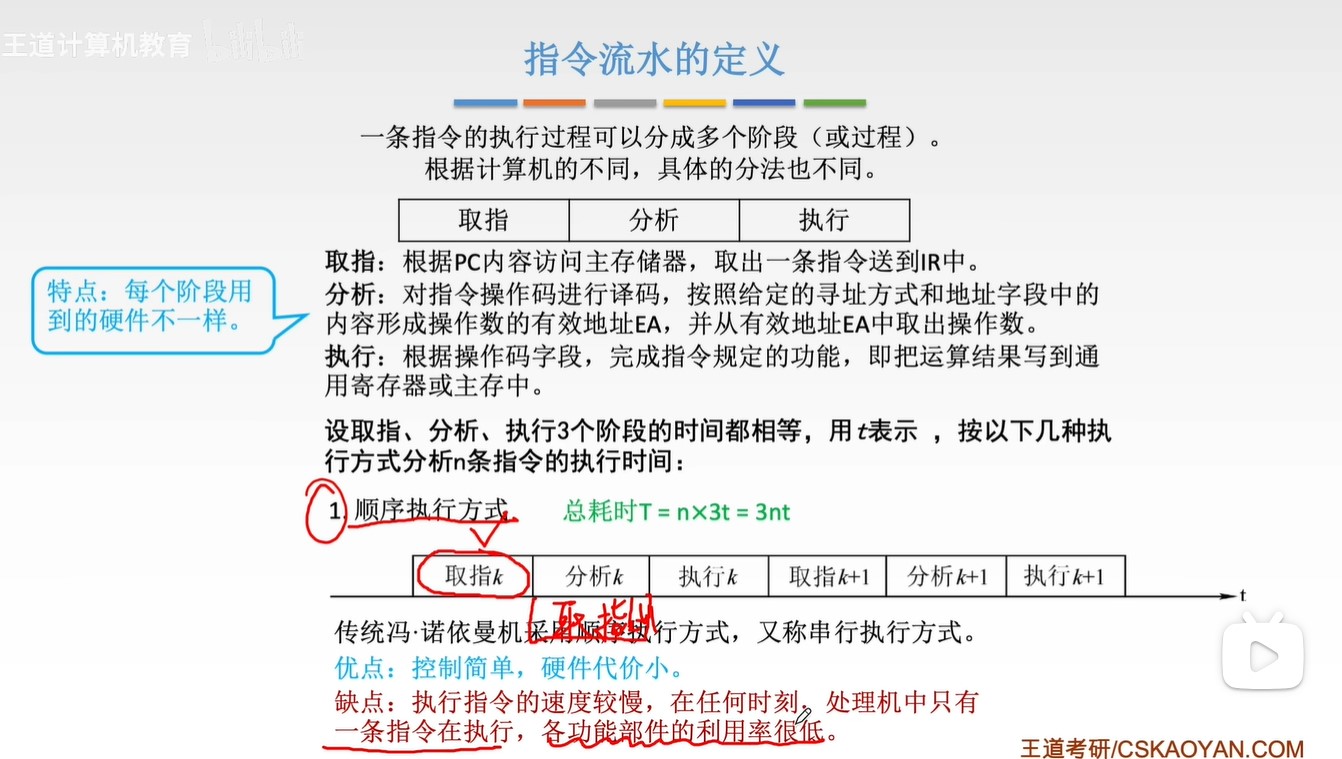 王道计算机教育 bilibili
指令流水的定义
一条指令的执行过程可以分成多个阶段（或过程）。
根据计算机的不同，具体的分法也不同。
取指 分析 执行
特点：每个阶段用
到的硬件不一样。
取指：根据PC内容访问主存储器，取出一条指令送到IR中。
分析：对指令操作码进行译码，按照给定的寻址方式和地址字段中的
内容形成操作数的有效地址EA，并从有效地址EA中取出操作数。
执行：根据操作码字段，完成指令规定的功能，即把运算结果写到通
用寄存器或主存中。
设取指、分析、执行3个阶段的时间都相等，用t表示 ，按以下几种执
行方式分析n条指令的执行时间：
1. 顺序执行方式 总耗时T = n×3t = 3nt
取指k 分析k 执行k 取指k+1 分析k+1 执行k+1 t
取指
传统冯·诺依曼机采用顺序执行方式，又称串行执行方式。
优点：控制简单，硬件代价小。
缺点：执行指令的速度较慢，在任何时刻，处理机中只有
一条指令在执行，各功能部件的利用率很低。
王道考研/CSKAOYAN.COM